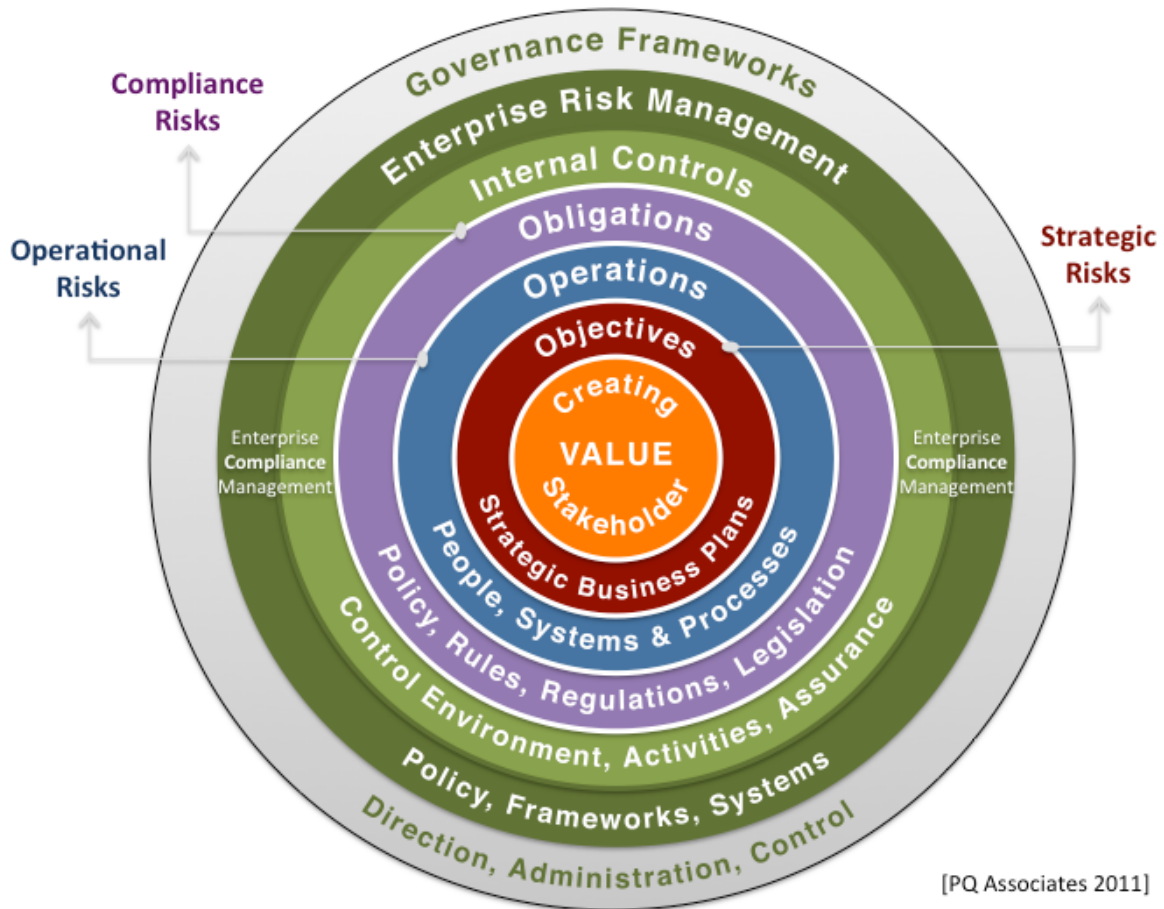 Governance Frameworks
Compliance
Risks
Enterprise Risk Management
Internal Controls
Obligations
Operational
Risks
Strategic
Risks
Operations
Objectives
Creating
VALUE
Stakeholder
Enterprise
Compliance
Management
Enterprise
Compliance
Management
Strategic Business Plans
People, Systems & Processes
Policy, Rules, Regulations, Legislation
Control Environment, Activities, Assurance
Policy, Frameworks, Systems
Direction, Administration, Control
[PQ Associates 2011]